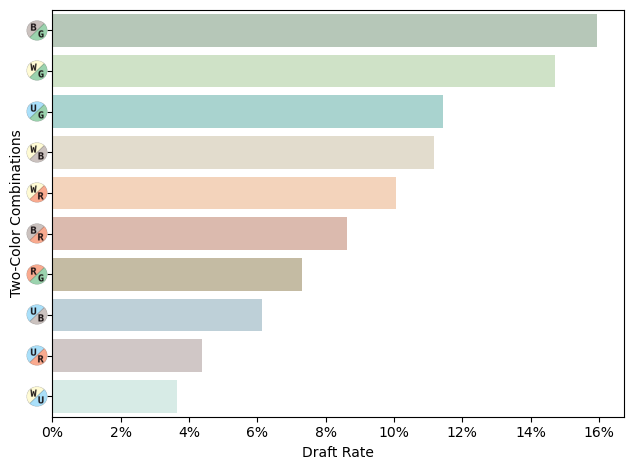 Two-Color Combinations
B G
W G
U G
W B
W R
B R
R G
U B
U R
W U
0% 2% 4% 6% 8% 10% 12% 14% 16%
Draft Rate